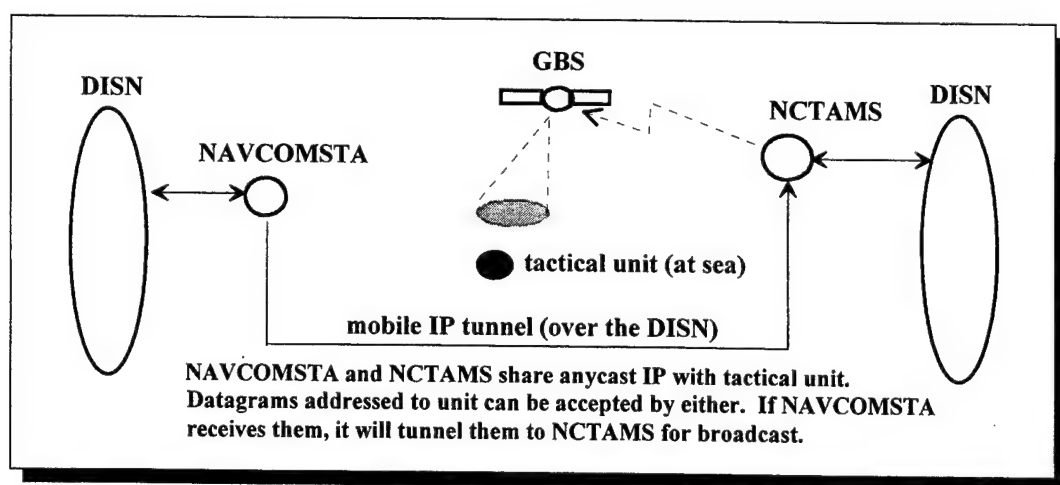 GBS
DISN
NCTAMS
DISN
NAVCOMSTA
tactical unit (at sea)
mobile IP tunnel (over the DISN)
NAVCOMSTA and NCTAMS share anycast IP with tactical unit.
Datagrams addressed to unit can be accepted by either. If NAVCOMSTA
receives them, it will tunnel them to NCTAMS for broadcast.